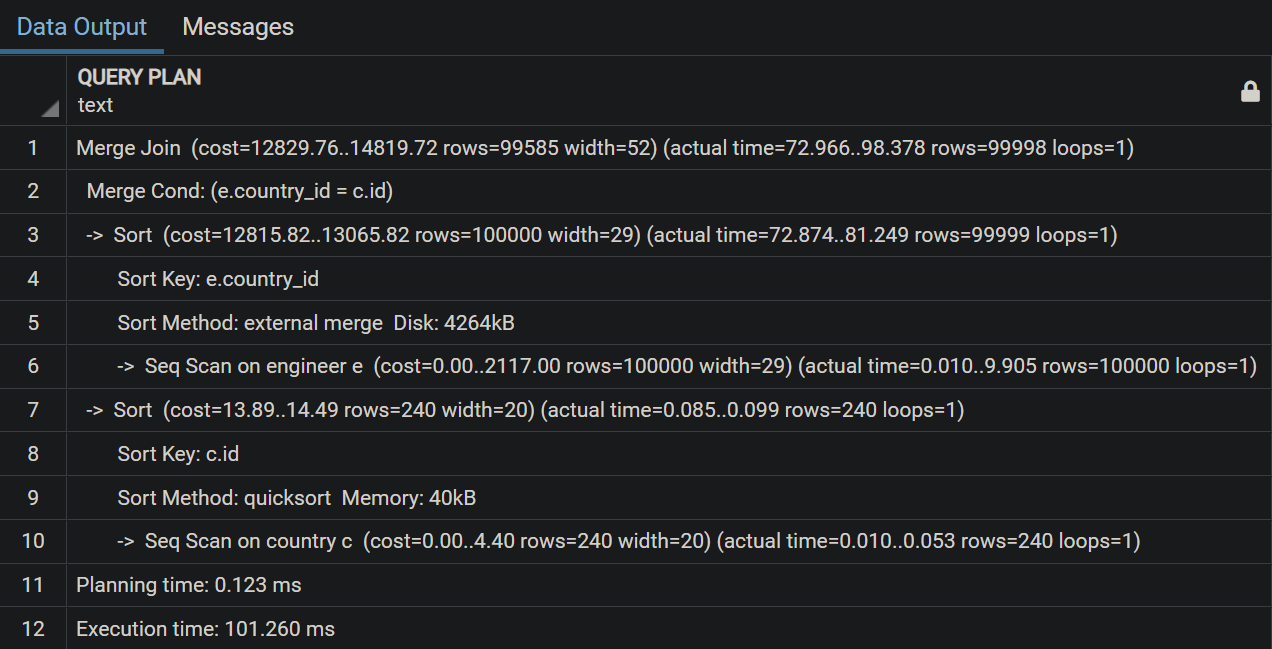 Data Output Messages
QUERY PLAN
text
1 Merge Join (cost=12829.76..14819.72 rows=99585 width=52) (actual time=72.966..98.378 rows=99998 loops=1)
2 Merge Cond: (e.country_id = c.id)
3 -> Sort (cost=12815.82..13065.82 rows=100000 width=29) (actual time=72.874..81.249 rows=99999 loops=1)
4 Sort Key: e.country_id
5 Sort Method: external merge Disk: 4264kB
6 -> Seq Scan on engineer e (cost=0.00..2117.00 rows=100000 width=29) (actual time=0.010..9.905 rows=100000 loops=1)
7 -> Sort (cost=13.89..14.49 rows=240 width=20) (actual time=0.085..0.099 rows=240 loops=1)
8 Sort Key: c.id
9 Sort Method: quicksort Memory: 40kB
10 -> Seq Scan on country c (cost=0.00..4.40 rows=240 width=20) (actual time=0.010..0.053 rows=240 loops=1)
11 Planning time: 0.123 ms
12 Execution time: 101.260 ms